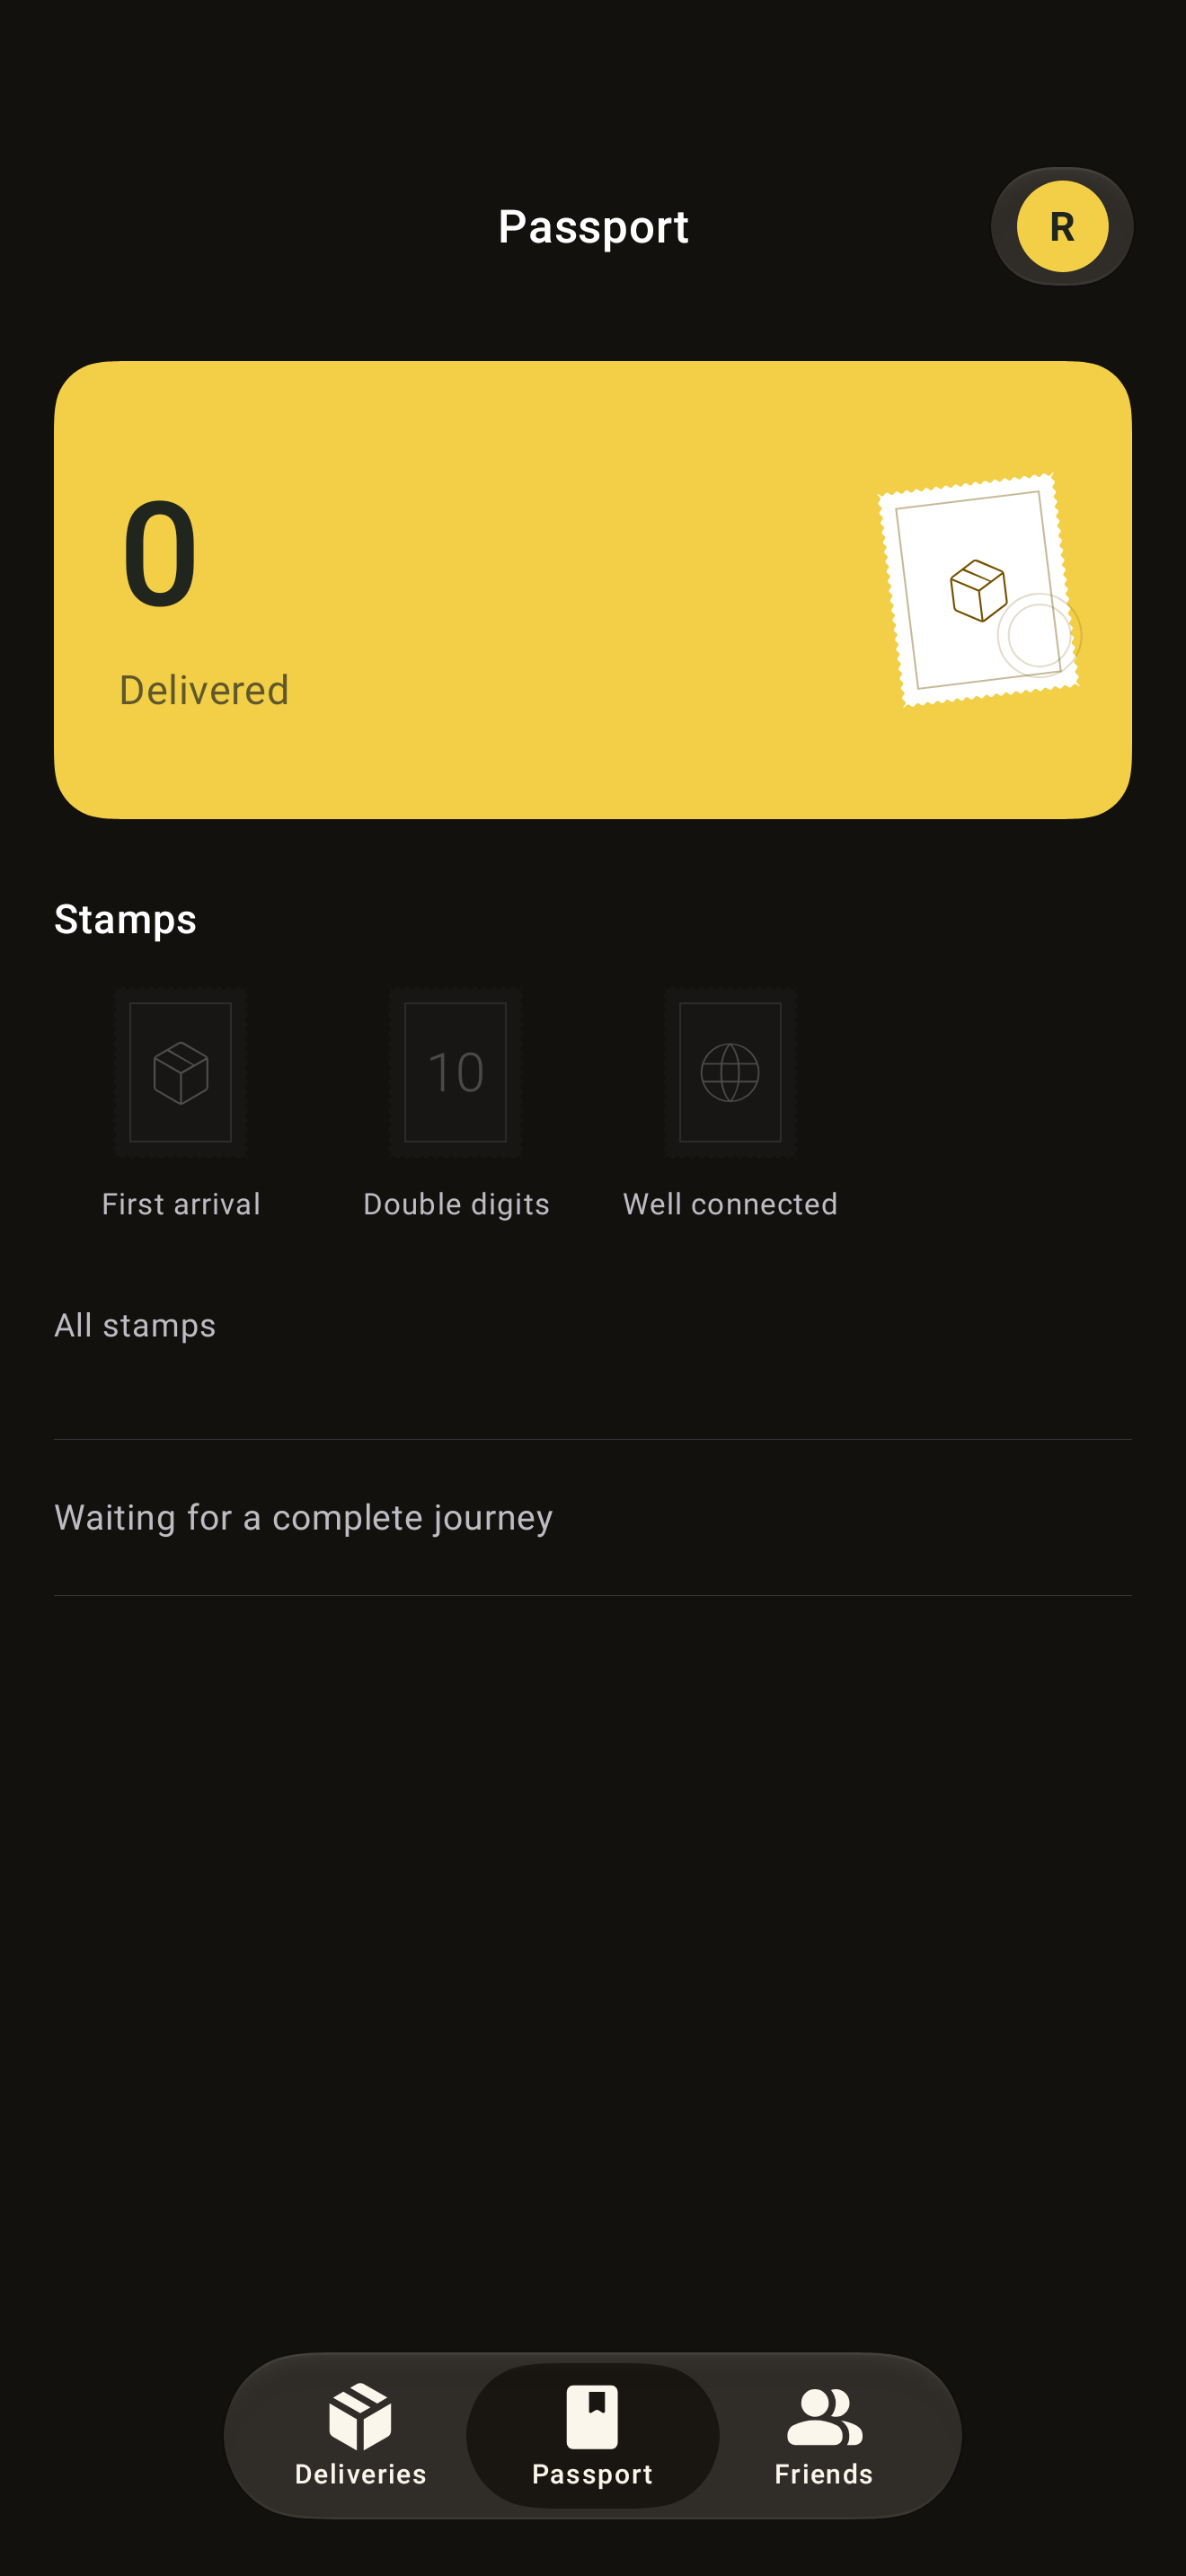 Passport
R
0
Delivered
Stamps
10
First arrival
Double digits
Well connected
All stamps
Waiting for a complete journey
Deliveries
Passport
Friends